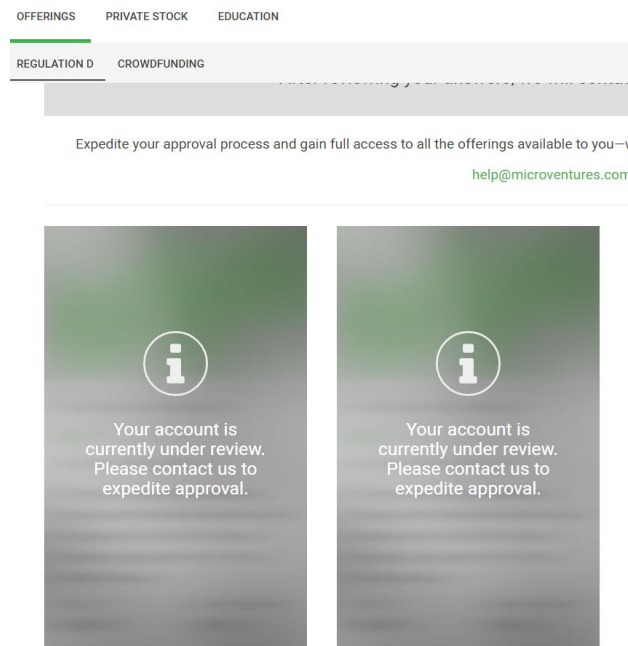 OFFERINGS PRIVATE STOCK EDUCATION
REGULATION D CROWDFUNDING
Expedite your approval process and gain full access to all the offerings available to you—
help@microventures.com
Your account is
currently under review.
Please contact us to
expedite approval.
Your account is
currently under review.
Please contact us to
expedite approval.